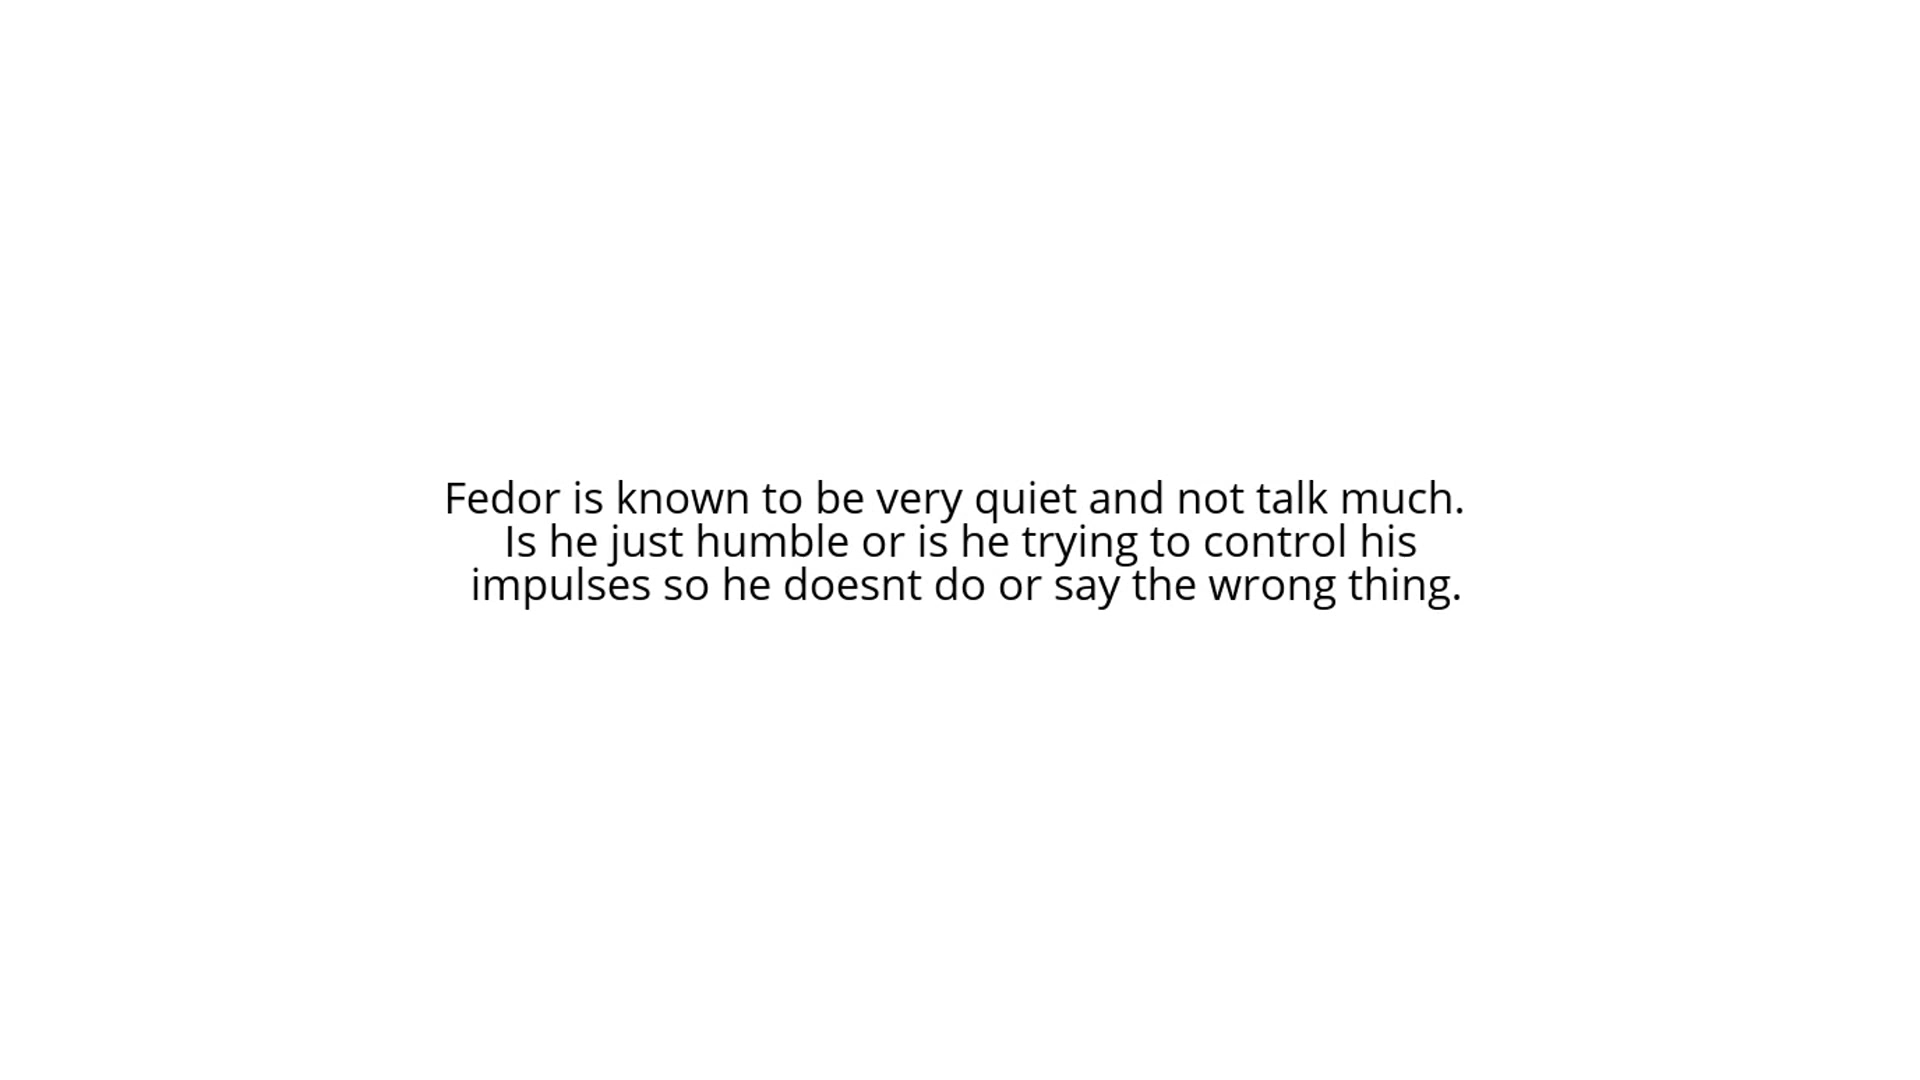 Fedor is known to be very quiet and not talk much.
Is he just humble or is he trying to control his
impulses so he doesnt do or say the wrong thing.